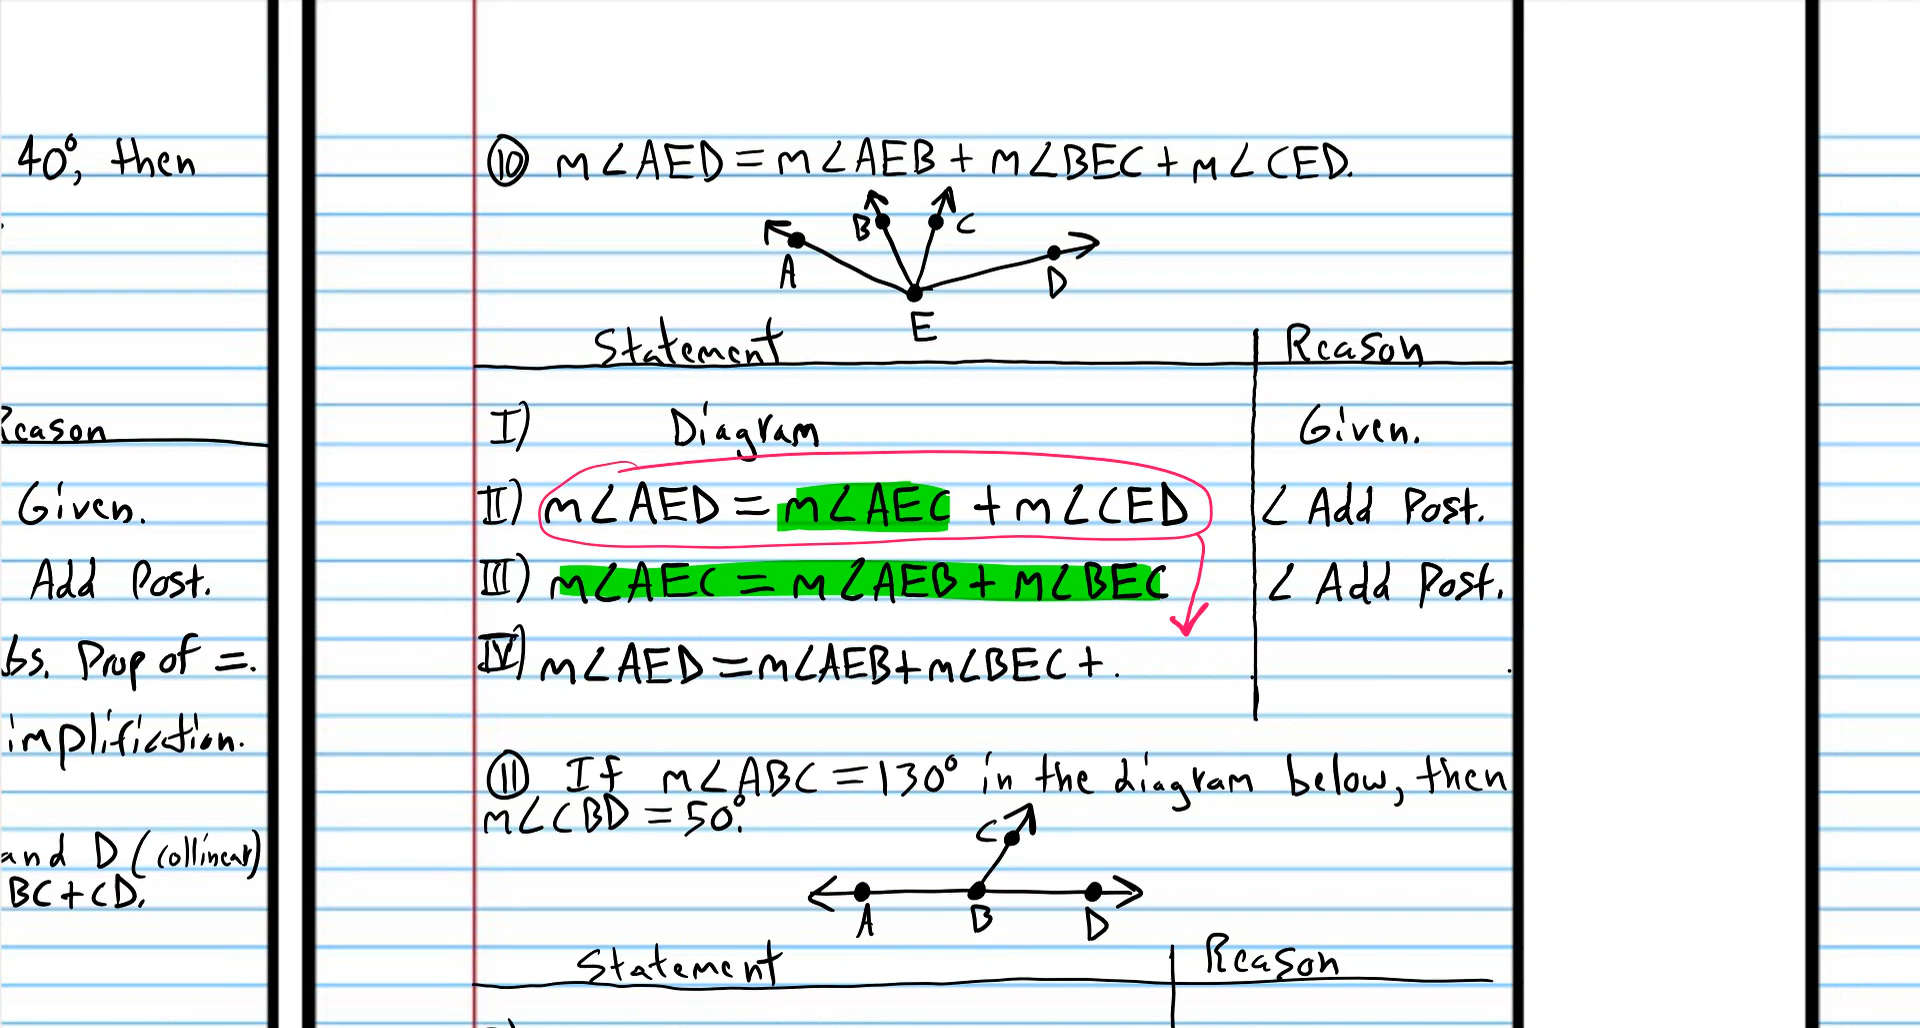 40°, then
Reason
Given.
Add Post.
bs. Prop of =.
implification.
and D (collinear)
BC+CD.
⑩ m∠AED = m∠AEB + m∠BEC + m∠CED.
B C
A D
E
Statement Reason
I) Diagram Given.
II) m∠AED = m∠AEC + m∠CED ∠ Add Post.
III) m∠AEC = m∠AEB + m∠BEC ∠ Add Post.
IV) m∠AED = m∠AEB + m∠BEC + .
⑪ If m∠ABC = 130° in the diagram below, then
m∠CBD = 50°.
C
A B D
Statement Reason